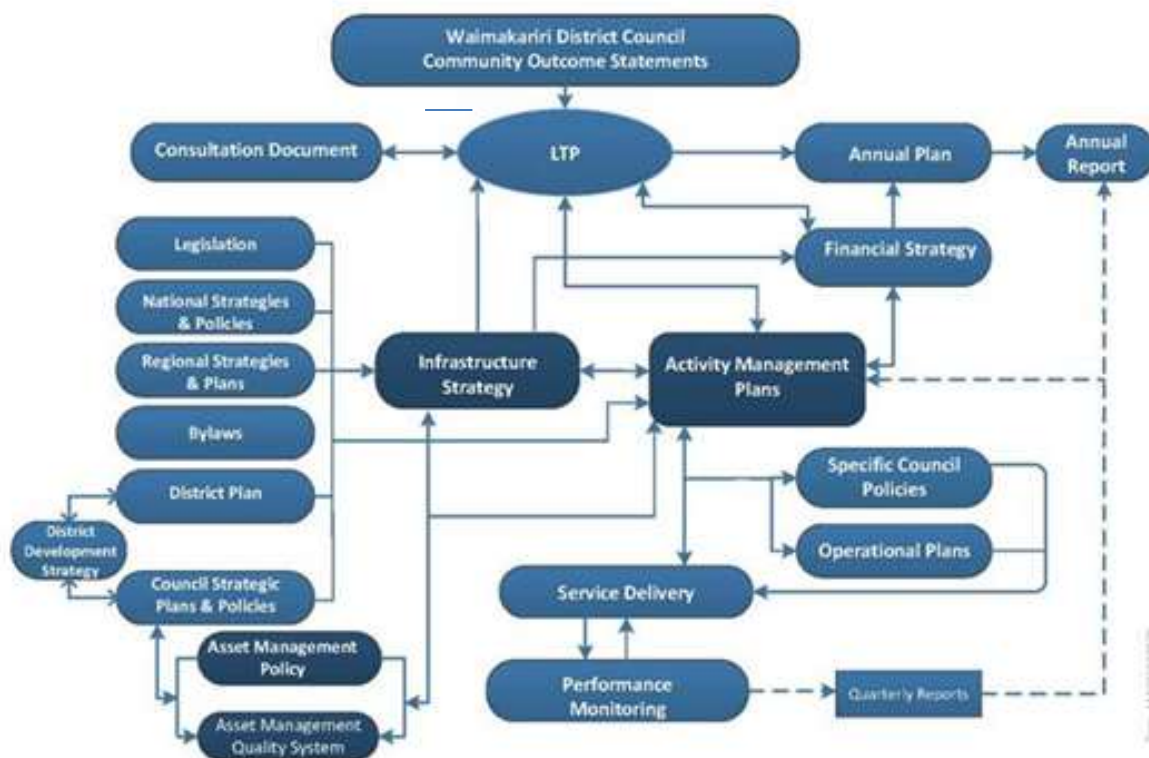 Waimakariri District Council
Community Outcome Statements
Consultation Document
LTP
Annual Plan
Annual
Report
Legislation
Financial Strategy
National Strategies
& Policies
Regional Strategies
& Plans
Infrastructure
Strategy
Activity Management
Plans
Bylaws
District Plan
Specific Council
Policies
District
Development
Strategy
Operational Plans
Council Strategic
Plans & Policies
Service Delivery
Asset Management
Policy
Performance
Monitoring
Quarterly Reports
Asset Management
Quality System